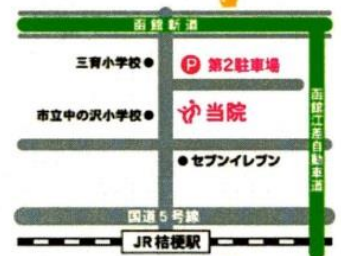 函館新道
三育小学校
P 第2駐車場
市立中の沢小学校
当院
函館江差自動車道
セブンイレブン
国道5号線
JR桔梗駅